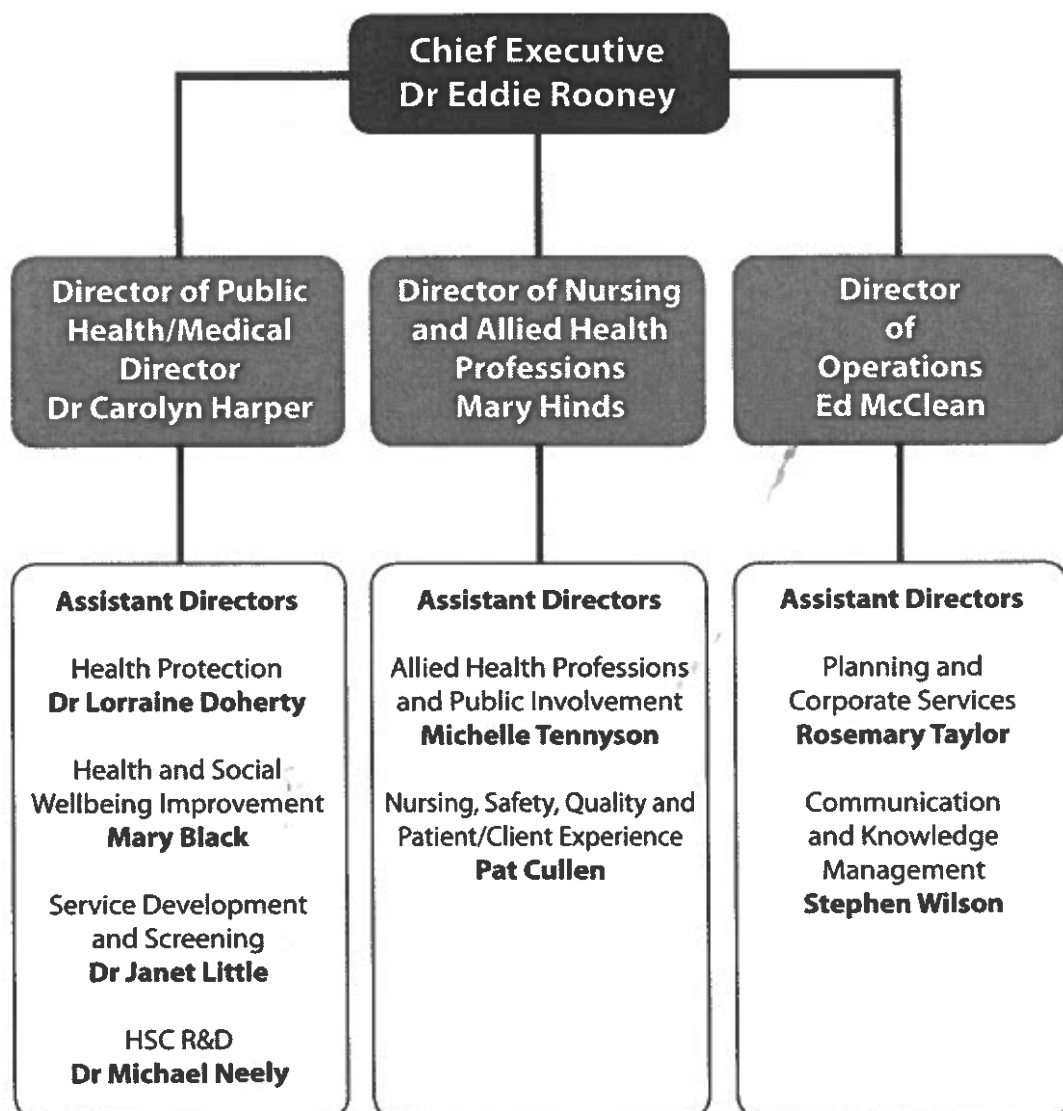 Chief Executive
Dr Eddie Rooney
Director of Public
Health/Medical
Director
Dr Carolyn Harper
Director of Nursing
and Allied Health
Professions
Mary Hinds
Director
of
Operations
Ed McClean
Assistant Directors
Health Protection
Dr Lorraine Doherty
Health and Social
Wellbeing Improvement
Mary Black
Service Development
and Screening
Dr Janet Little
HSC R&D
Dr Michael Neely
Assistant Directors
Allied Health Professions
and Public Involvement
Michelle Tennyson
Nursing, Safety, Quality and
Patient/Client Experience
Pat Cullen
Assistant Directors
Planning and
Corporate Services
Rosemary Taylor
Communication
and Knowledge
Management
Stephen Wilson